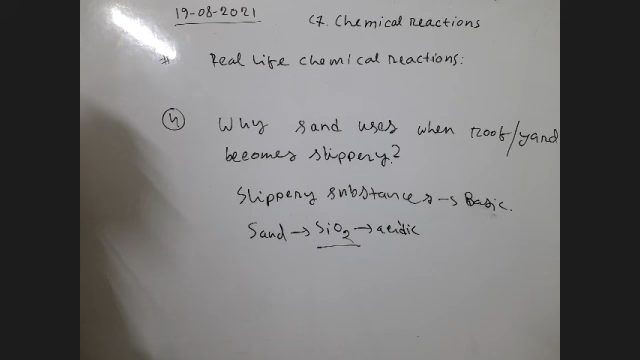 19-08-2021
C7. Chemical reactions
# Real Life chemical reactions:
4 Why sand uses when roof/yard
becomes slippery?
Slippery substances → Basic.
Sand → SiO2 → acidic